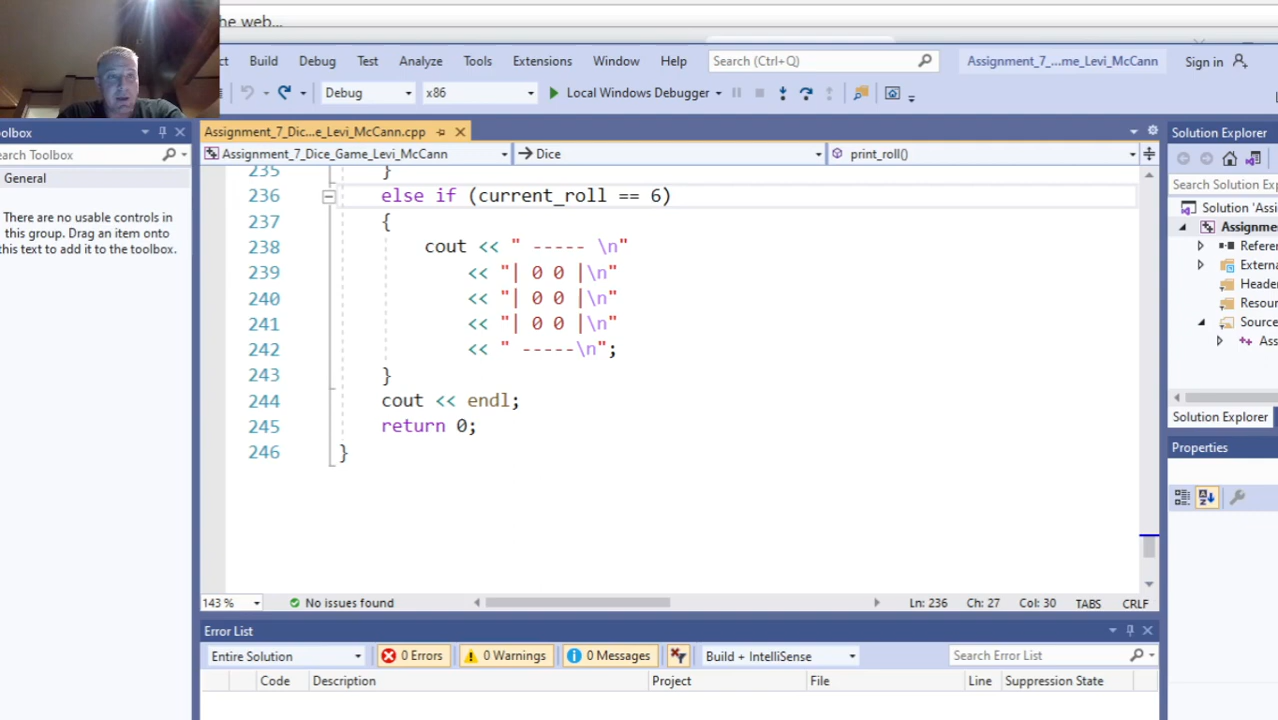 he web...
ct Build Debug Test Analyze Tools Extensions Window Help Search (Ctrl+Q) Assignment_7_...me_Levi_McCann Sign in
Debug x86 Local Windows Debugger
oolbox
earch Toolbox
General
There are no usable controls in
this group. Drag an item onto
this text to add it to the toolbox.
Assignment_7_Dic...e_Levi_McCann.cpp
Assignment_7_Dice_Game_Levi_McCann Dice print_roll()
235 }
236 else if (current_roll == 6)
237 {
238 cout << " ----- \n"
239 << "| 0 0 |\n"
240 << "| 0 0 |\n"
241 << "| 0 0 |\n"
242 << " -----\n";
243 }
244 cout << endl;
245 return 0;
246 }
143 % No issues found Ln: 236 Ch: 27 Col: 30 TABS CRLF
Error List
Entire Solution 0 Errors 0 Warnings 0 Messages Build + IntelliSense Search Error List
Code Description Project File Line Suppression State
Solution Explorer
Search Solution Exp
Solution 'Assi
Assignme
Refere
Extern
Heade
Resou
Source
Ass
Solution Explorer
Properties